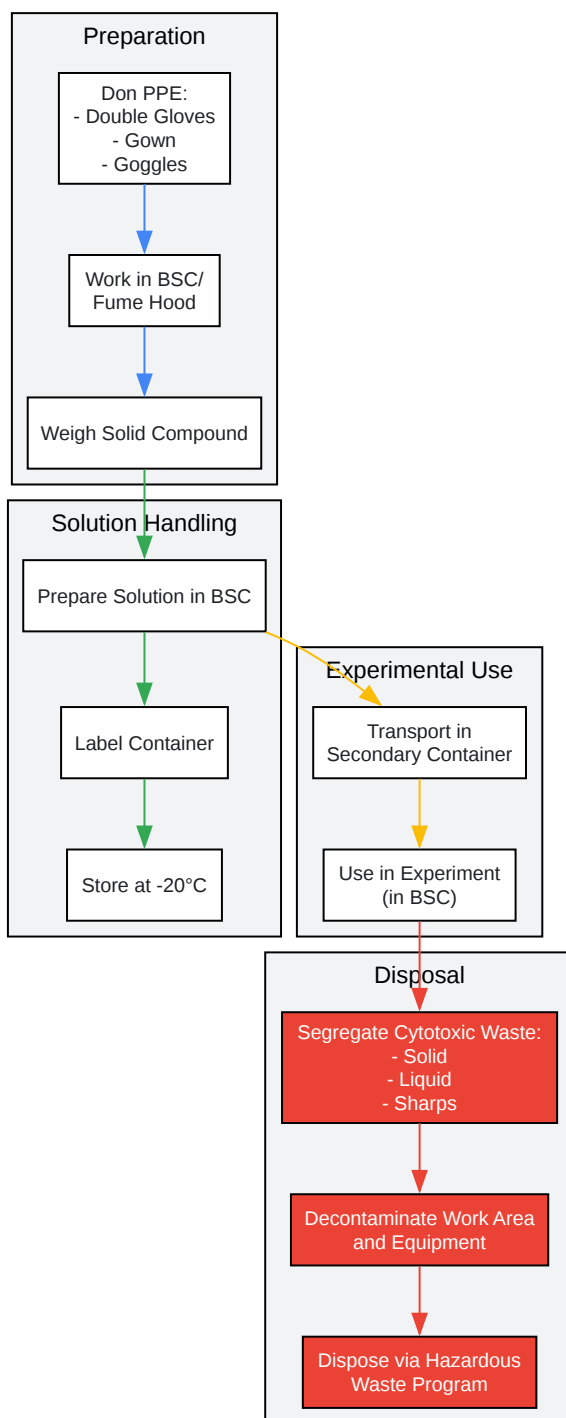 Preparation
Don PPE:
- Double Gloves
- Gown
- Goggles
Work in BSC/
Fume Hood
Weigh Solid Compound
Solution Handling
Prepare Solution in BSC
Label Container
Store at -20°C
Experimental Use
Transport in
Secondary Container
Use in Experiment
(in BSC)
Disposal
Segregate Cytotoxic Waste:
- Solid
- Liquid
- Sharps
Decontaminate Work Area
and Equipment
Dispose via Hazardous
Waste Program